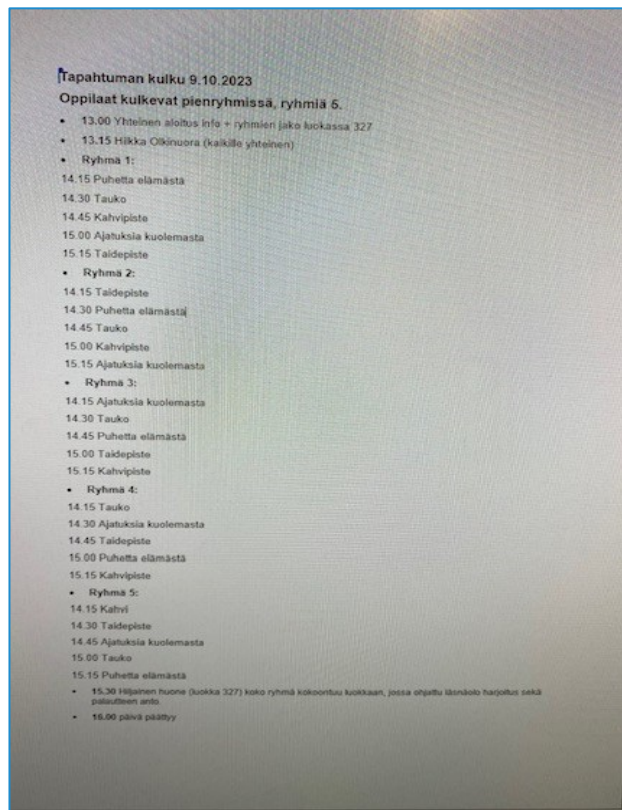 Tapahtuman kulku 9.10.2023
Oppilaat kulkevat pienryhmissä, ryhmiä 5.
• 13.00 Yhteinen aloitus info + ryhmien jako luokassa 327
• 13.15 Hilkka Olkinuora (kaikille yhteinen)
• Ryhmä 1:
14.15 Puhetta elämästä
14.30 Tauko
14.45 Kahvipiste
15.00 Ajatuksia kuolemasta
15.15 Taidepiste
• Ryhmä 2:
14.15 Taidepiste
14.30 Puhetta elämästä
14.45 Tauko
15.00 Kahvipiste
15.15 Ajatuksia kuolemasta
• Ryhmä 3:
14.15 Ajatuksia kuolemasta
14.30 Tauko
14.45 Puhetta elämästä
15.00 Taidepiste
15.15 Kahvipiste
• Ryhmä 4:
14.15 Tauko
14.30 Ajatuksia kuolemasta
14.45 Taidepiste
15.00 Puhetta elämästä
15.15 Kahvipiste
• Ryhmä 5:
14.15 Kahvi
14.30 Taidepiste
14.45 Ajatuksia kuolemasta
15.00 Tauko
15.15 Puhetta elämästä
• 15.30 Hiljainen huone (luokka 327) koko ryhmä kokoontuu luokkaan, jossa ohjattu läsnäolo harjoitus sekä
palautteen anto.
• 16.00 päivä päättyy